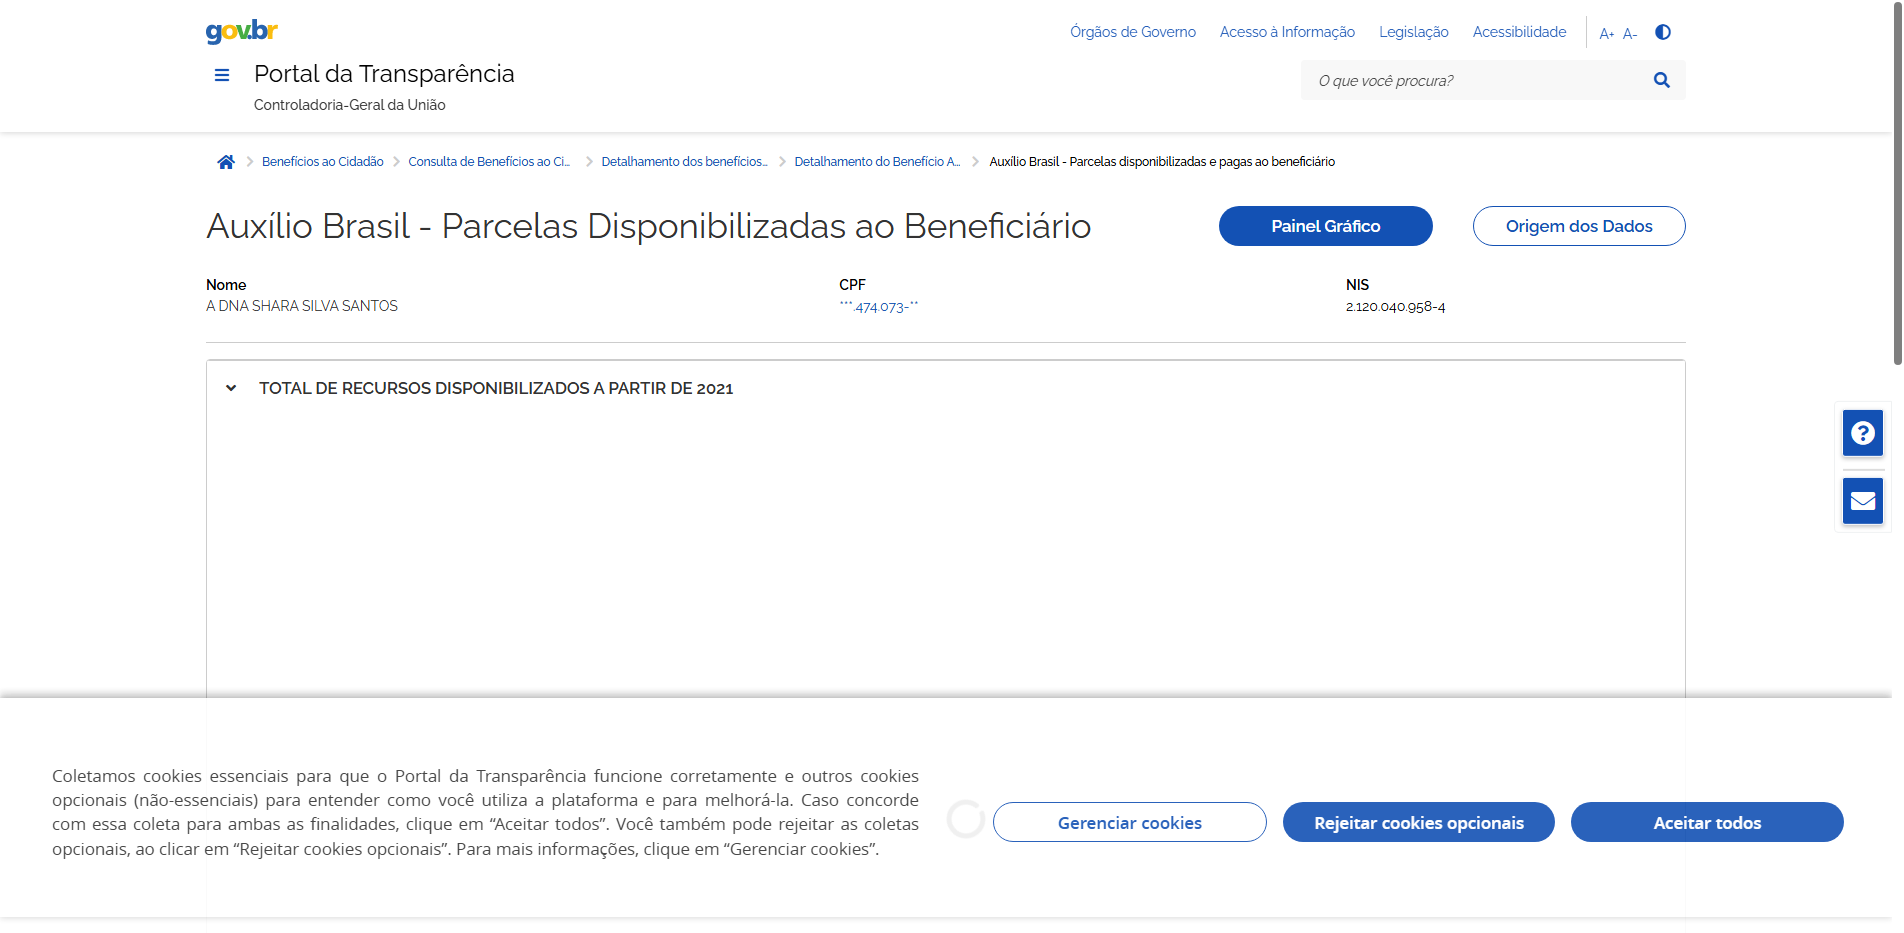 gov.br
Órgãos de Governo Acesso à Informação Legislação Acessibilidade A+ A-
Portal da Transparência
Controladoria-Geral da União
O que você procura?
Benefícios ao Cidadão Consulta de Benefícios ao Ci... Detalhamento dos benefícios... Detalhamento do Benefício A... Auxílio Brasil - Parcelas disponibilizadas e pagas ao beneficiário
Auxílio Brasil - Parcelas Disponibilizadas ao Beneficiário
Painel Gráfico
Origem dos Dados
Nome CPF NIS
A DNA SHARA SILVA SANTOS ***.474.073-** 2.120.040.958-4
TOTAL DE RECURSOS DISPONIBILIZADOS A PARTIR DE 2021
Coletamos cookies essenciais para que o Portal da Transparência funcione corretamente e outros cookies
opcionais (não-essenciais) para entender como você utiliza a plataforma e para melhorá-la. Caso concorde
com essa coleta para ambas as finalidades, clique em “Aceitar todos”. Você também pode rejeitar as coletas
opcionais, ao clicar em “Rejeitar cookies opcionais”. Para mais informações, clique em “Gerenciar cookies”.
Gerenciar cookies
Rejeitar cookies opcionais
Aceitar todos